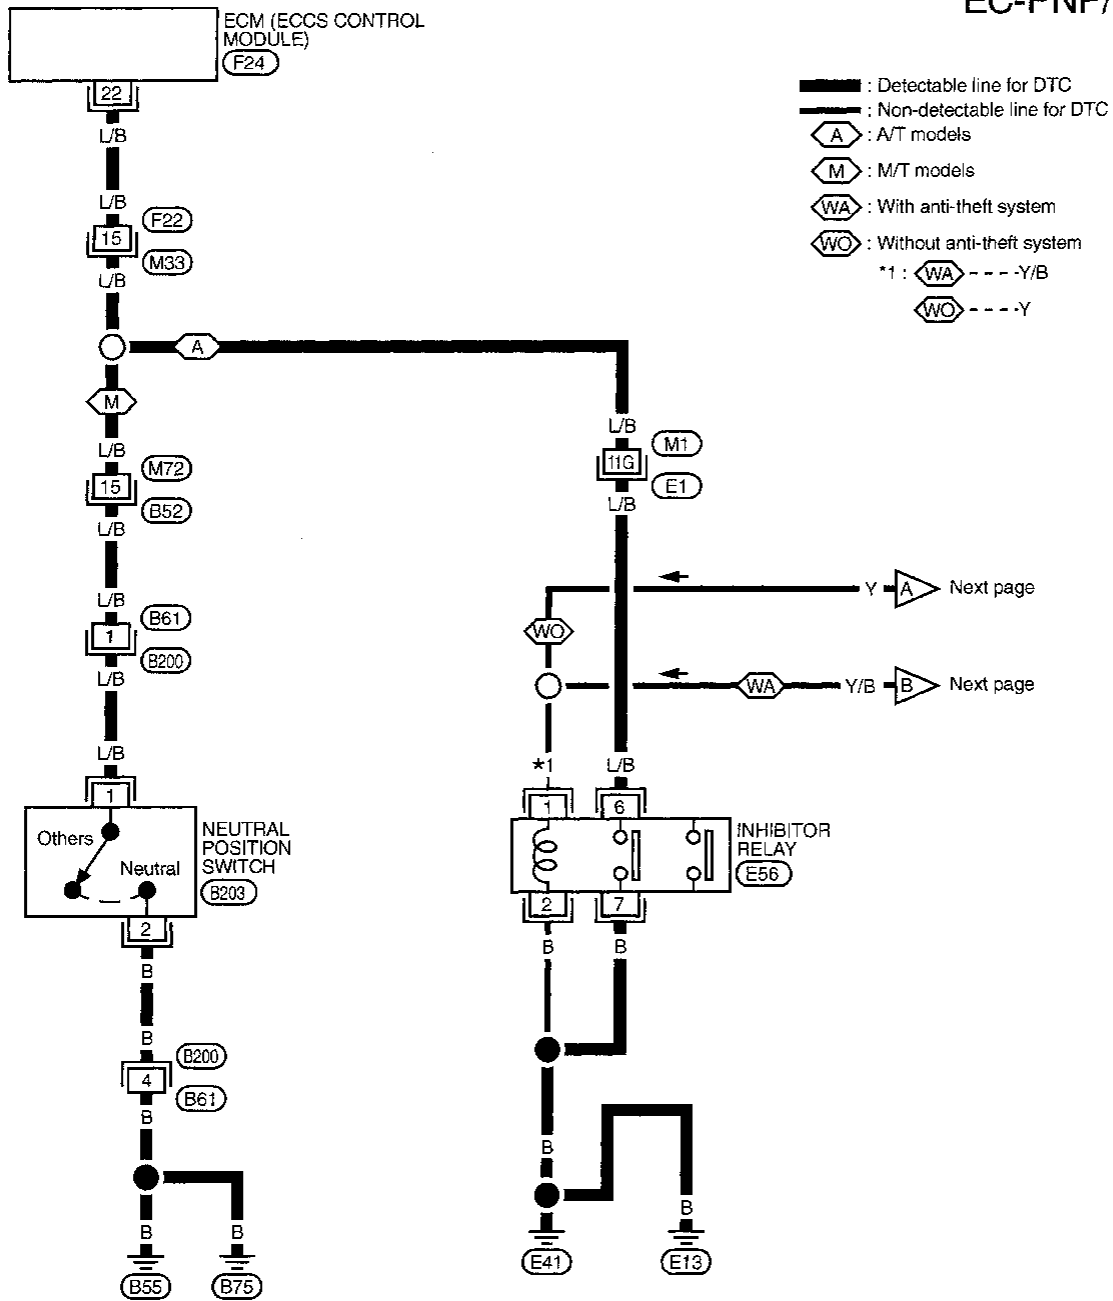 EC-PNP/
ECM (ECCS CONTROL
MODULE)
F24
22
L/B
L/B
F22
15
M33
L/B
: Detectable line for DTC
: Non-detectable line for DTC
A : A/T models
M : M/T models
WA : With anti-theft system
WO : Without anti-theft system
*1 : WA - - - - Y/B
WO - - - - Y
A
M
L/B
M72
15
B52
L/B
L/B
B61
1
B200
L/B
L/B
1
Others
Neutral
NEUTRAL
POSITION
SWITCH
B203
2
B
B
B200
4
B61
B
B
B
B55
B75
L/B
M1
11G
E1
L/B
Y A Next page
WO
WA Y/B B Next page
*1
L/B
1
6
INHIBITOR
RELAY
E56
2
7
B
B
B
B
E41
E13